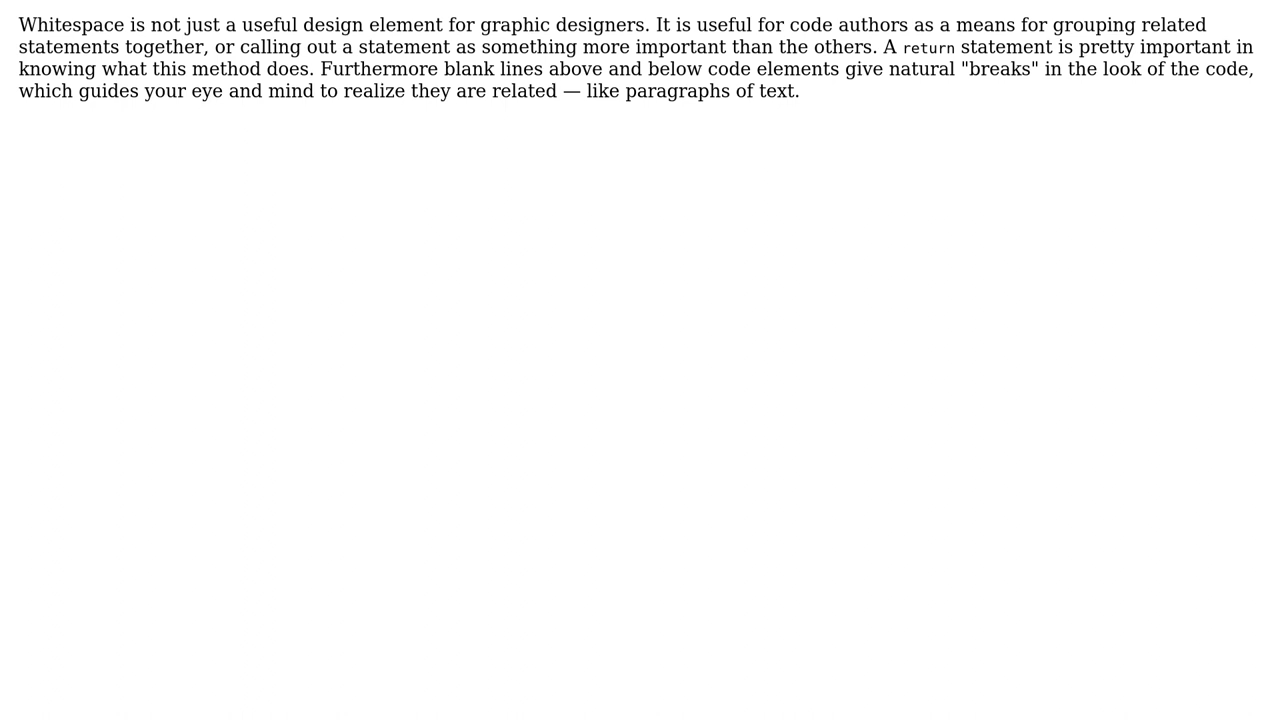 Whitespace is not just a useful design element for graphic designers. It is useful for code authors as a means for grouping related
statements together, or calling out a statement as something more important than the others. A return statement is pretty important in
knowing what this method does. Furthermore blank lines above and below code elements give natural "breaks" in the look of the code,
which guides your eye and mind to realize they are related — like paragraphs of text.